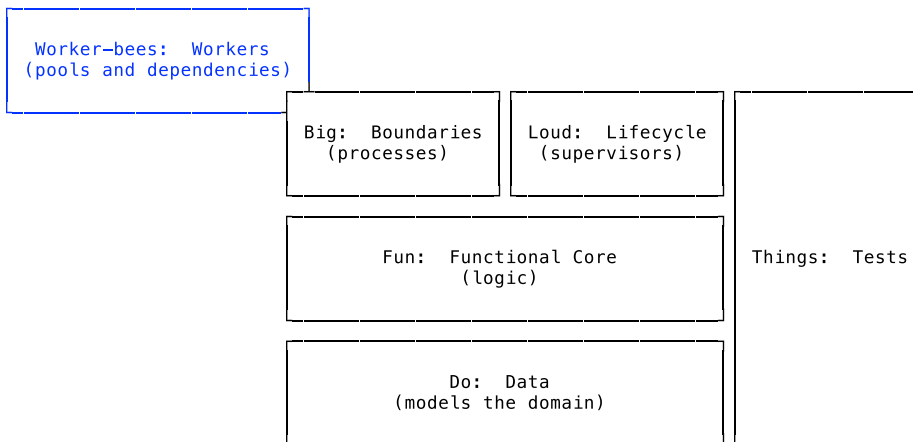 Worker-bees:  Workers
(pools and dependencies)
Big:  Boundaries
(processes)
Loud:  Lifecycle
(supervisors)
Fun:  Functional Core
(logic)
Things:  Tests
Do:  Data
(models the domain)